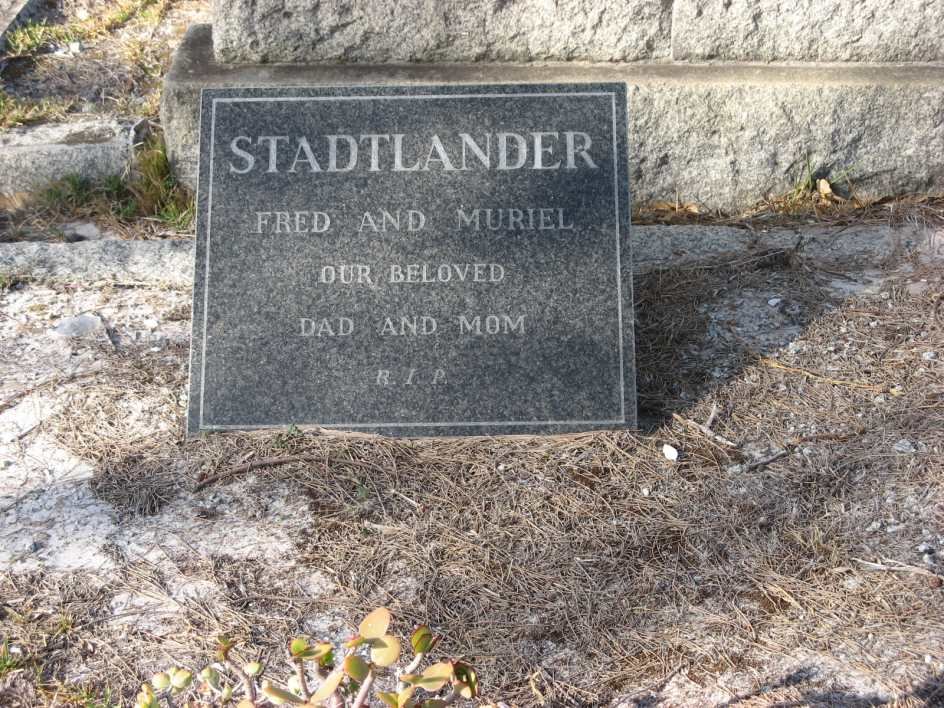 STADTLANDER
FRED AND MURIEL
OUR BELOVED
DAD AND MOM
R.I.P.